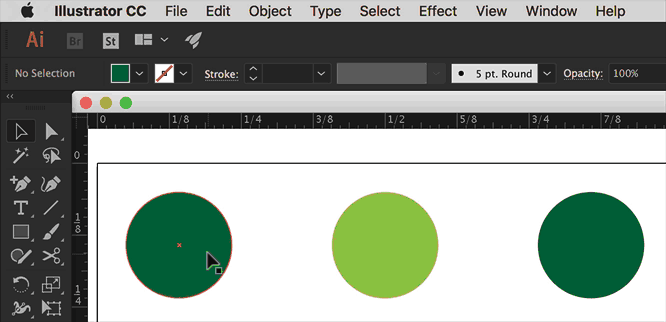 Illustrator CC File Edit Object Type Select Effect View Window Help
Ai Br St
No Selection Stroke: 5 pt. Round Opacity: 100%
0 1/8 1/4 3/8 1/2 5/8 3/4 7/8
0
1/8
1/4
T